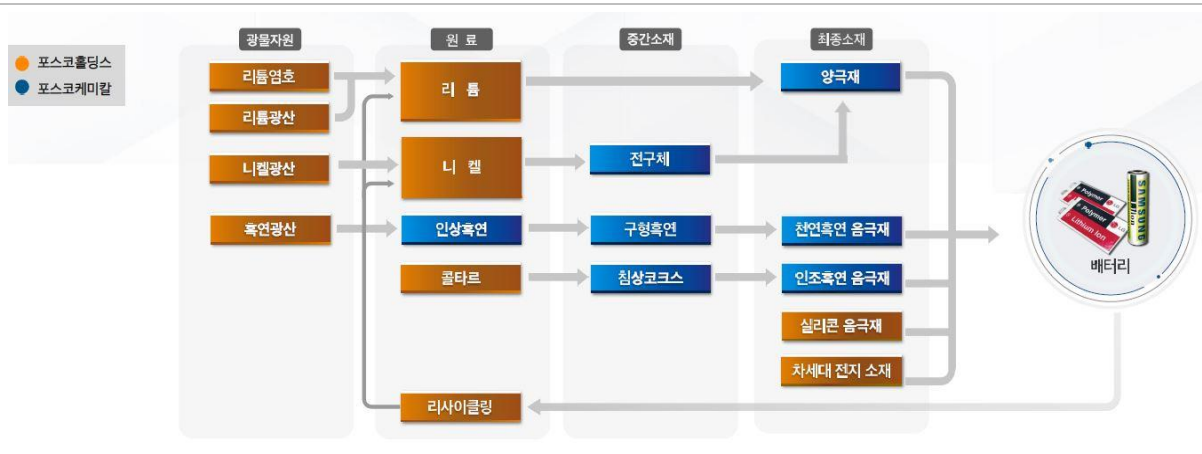 포스코홀딩스
포스코케미칼
광물자원
원 료
중간소재
최종소재
리튬염호
리튬광산
니켈광산
흑연광산
리 튬
니 켈
인상흑연
콜타르
리사이클링
전구체
구형흑연
침상코크스
양극재
천연흑연 음극재
인조흑연 음극재
실리콘 음극재
차세대 전지 소재
Polymer
Polymer
Lithium Ion
SAMSUNG
배터리